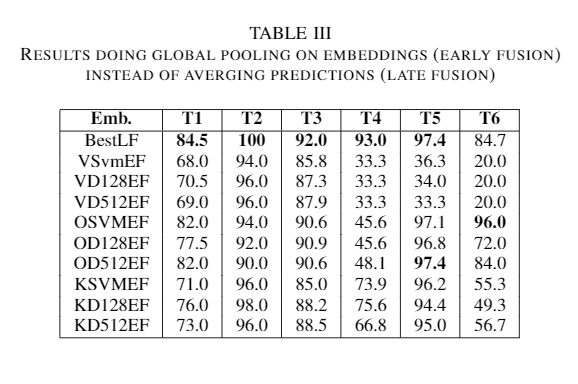 TABLE III
RESULTS DOING GLOBAL POOLING ON EMBEDDINGS (EARLY FUSION)
INSTEAD OF AVERGING PREDICTIONS (LATE FUSION)
Emb. T1 T2 T3 T4 T5 T6
BestLF 84.5 100 92.0 93.0 97.4 84.7
VSvmEF 68.0 94.0 85.8 33.3 36.3 20.0
VD128EF 70.5 96.0 87.3 33.3 34.0 20.0
VD512EF 69.0 96.0 87.9 33.3 33.3 20.0
OSVMEF 82.0 94.0 90.6 45.6 97.1 96.0
OD128EF 77.5 92.0 90.9 45.6 96.8 72.0
OD512EF 82.0 90.0 90.6 48.1 97.4 84.0
KSVMEF 71.0 96.0 85.0 73.9 96.2 55.3
KD128EF 76.0 98.0 88.2 75.6 94.4 49.3
KD512EF 73.0 96.0 88.5 66.8 95.0 56.7